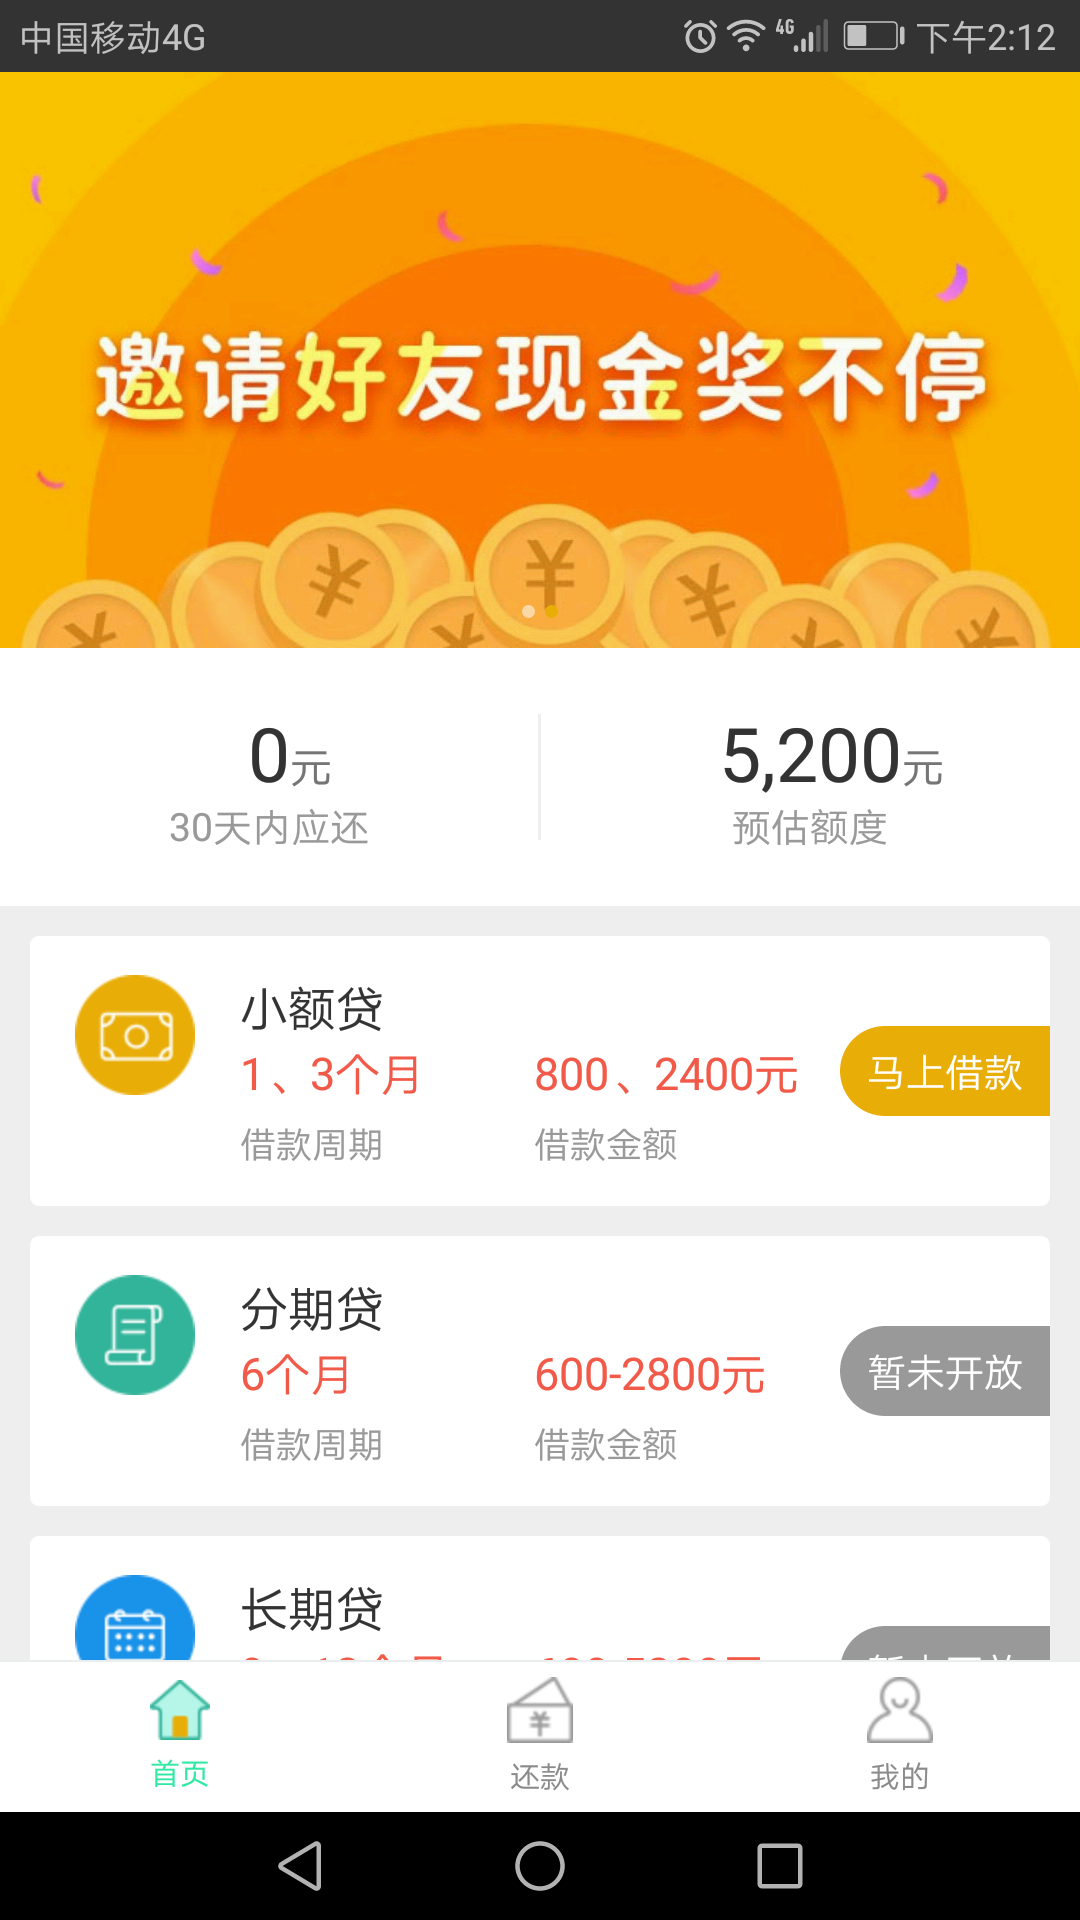 中国移动4G 4G 下午2:12
邀请好友现金奖不停
¥ ¥ ¥ ¥ ¥ ¥ ¥
0元 5,200元
30天内应还 预估额度
小额贷
1、3个月 800、2400元 马上借款
借款周期 借款金额
分期贷
6个月 600-2800元 暂未开放
借款周期 借款金额
长期贷
¥
首页 还款 我的